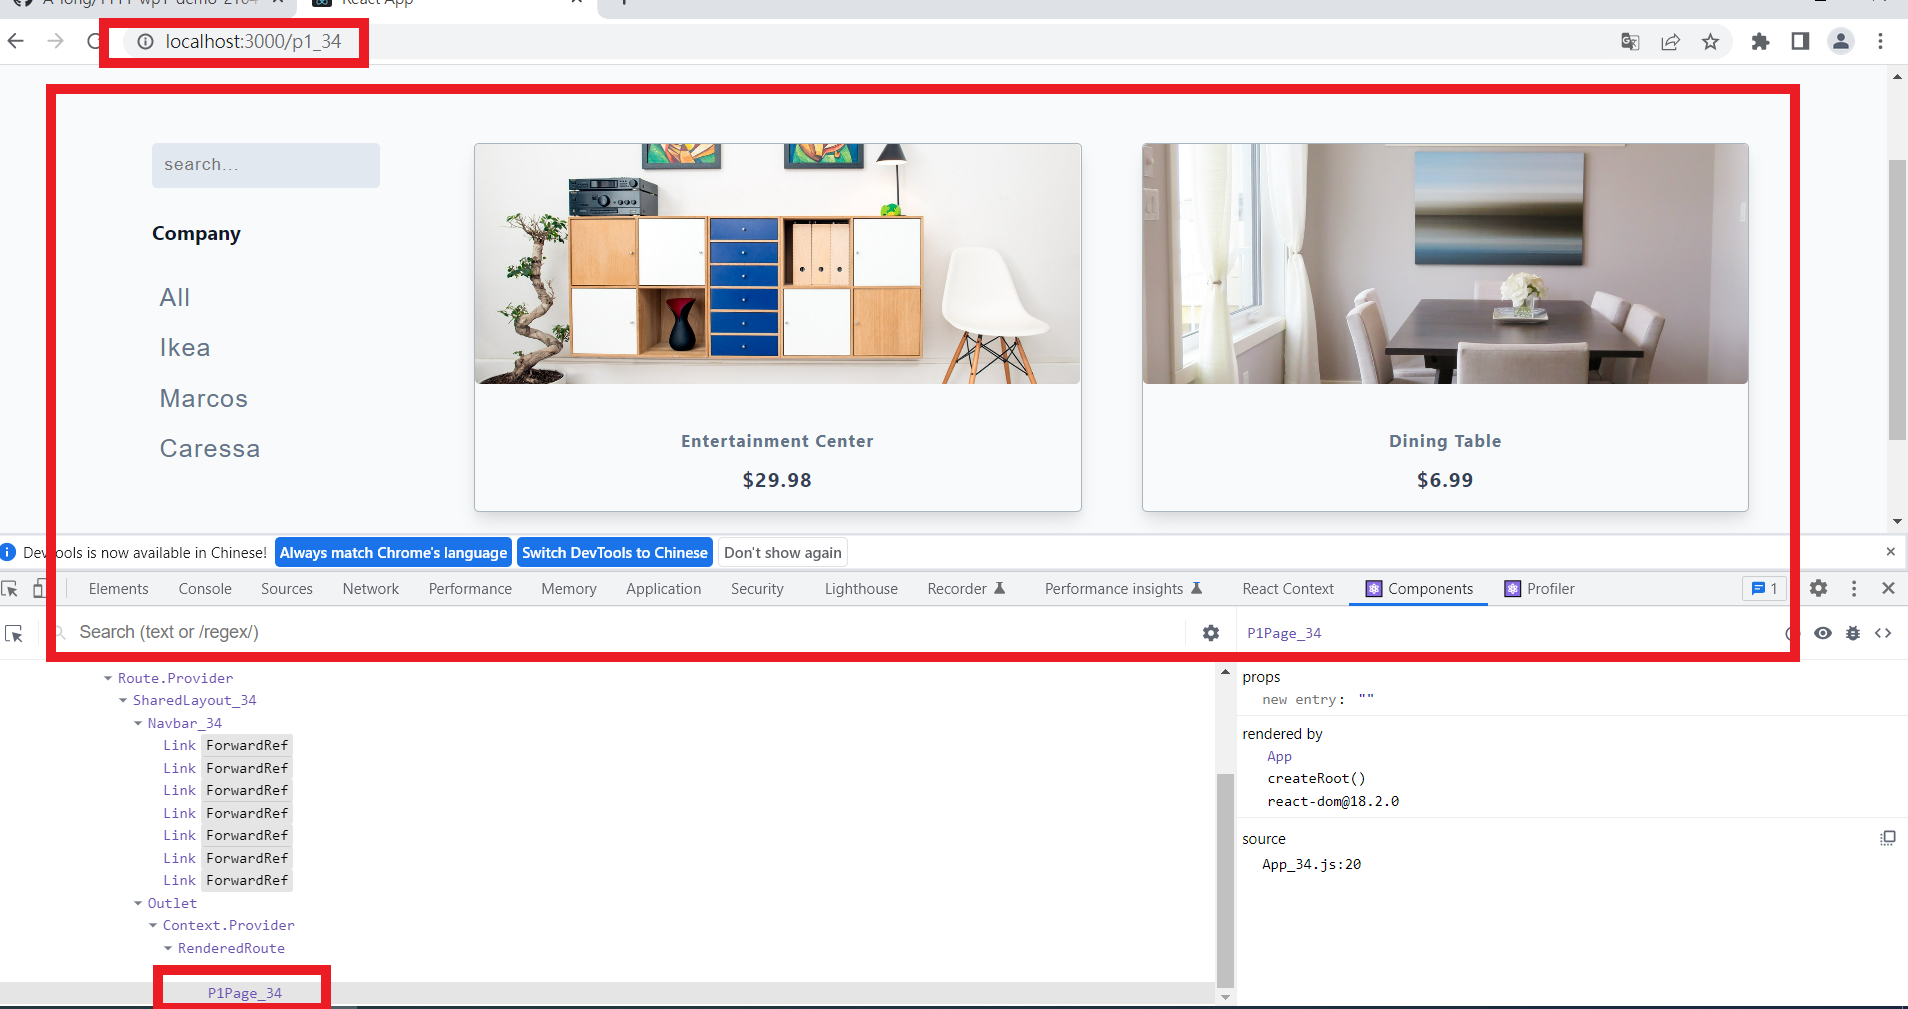 React App
localhost:3000/p1_34
search...
Company
All
Ikea
Marcos
Caressa
Entertainment Center
$29.98
Dining Table
$6.99
DevTools is now available in Chinese! Always match Chrome's language Switch DevTools to Chinese Don't show again
Elements Console Sources Network Performance Memory Application Security Lighthouse Recorder Performance insights React Context Components Profiler 1
Search (text or /regex/)
P1Page_34
Route.Provider
SharedLayout_34
Navbar_34
Link ForwardRef
Link ForwardRef
Link ForwardRef
Link ForwardRef
Link ForwardRef
Link ForwardRef
Link ForwardRef
Outlet
Context.Provider
RenderedRoute
P1Page_34
props
new entry: ""
rendered by
App
createRoot()
react-dom@18.2.0
source
App_34.js:20